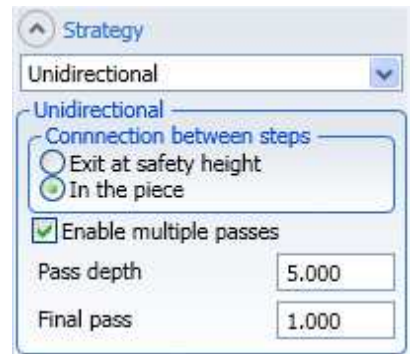 Strategy
Unidirectional
Unidirectional
Connnection between steps
Exit at safety height
In the piece
Enable multiple passes
Pass depth 5.000
Final pass 1.000